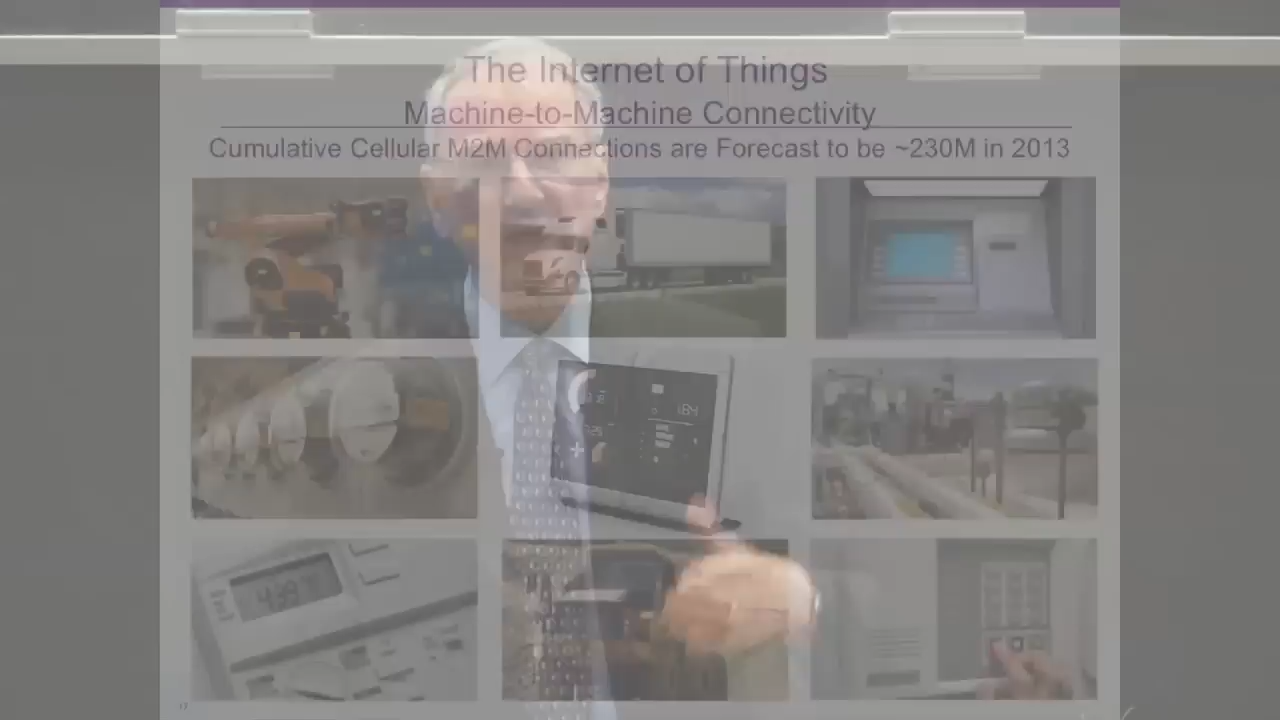 The Internet of Things
Machine-to-Machine Connectivity
Cumulative Cellular M2M Connections are Forecast to be ~230M in 2013
184